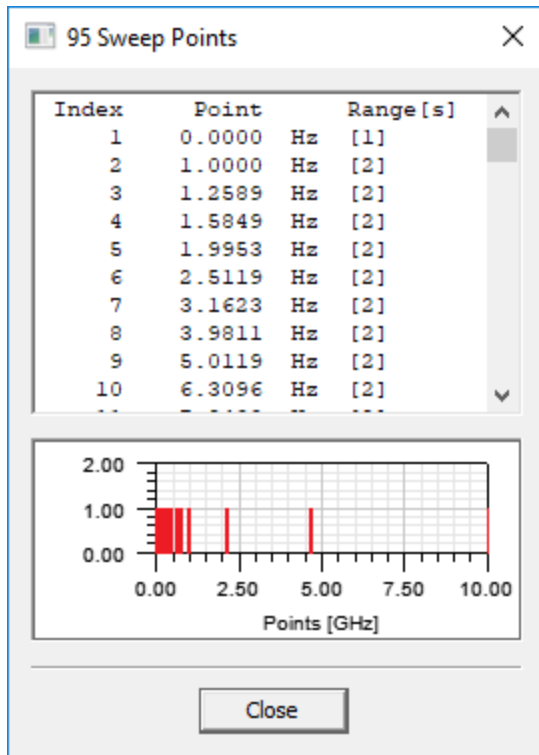 95 Sweep Points
Index Point Range[s]
1 0.0000 Hz [1]
2 1.0000 Hz [2]
3 1.2589 Hz [2]
4 1.5849 Hz [2]
5 1.9953 Hz [2]
6 2.5119 Hz [2]
7 3.1623 Hz [2]
8 3.9811 Hz [2]
9 5.0119 Hz [2]
10 6.3096 Hz [2]
2.00
1.00
0.00
0.00 2.50 5.00 7.50 10.00
Points [GHz]
Close